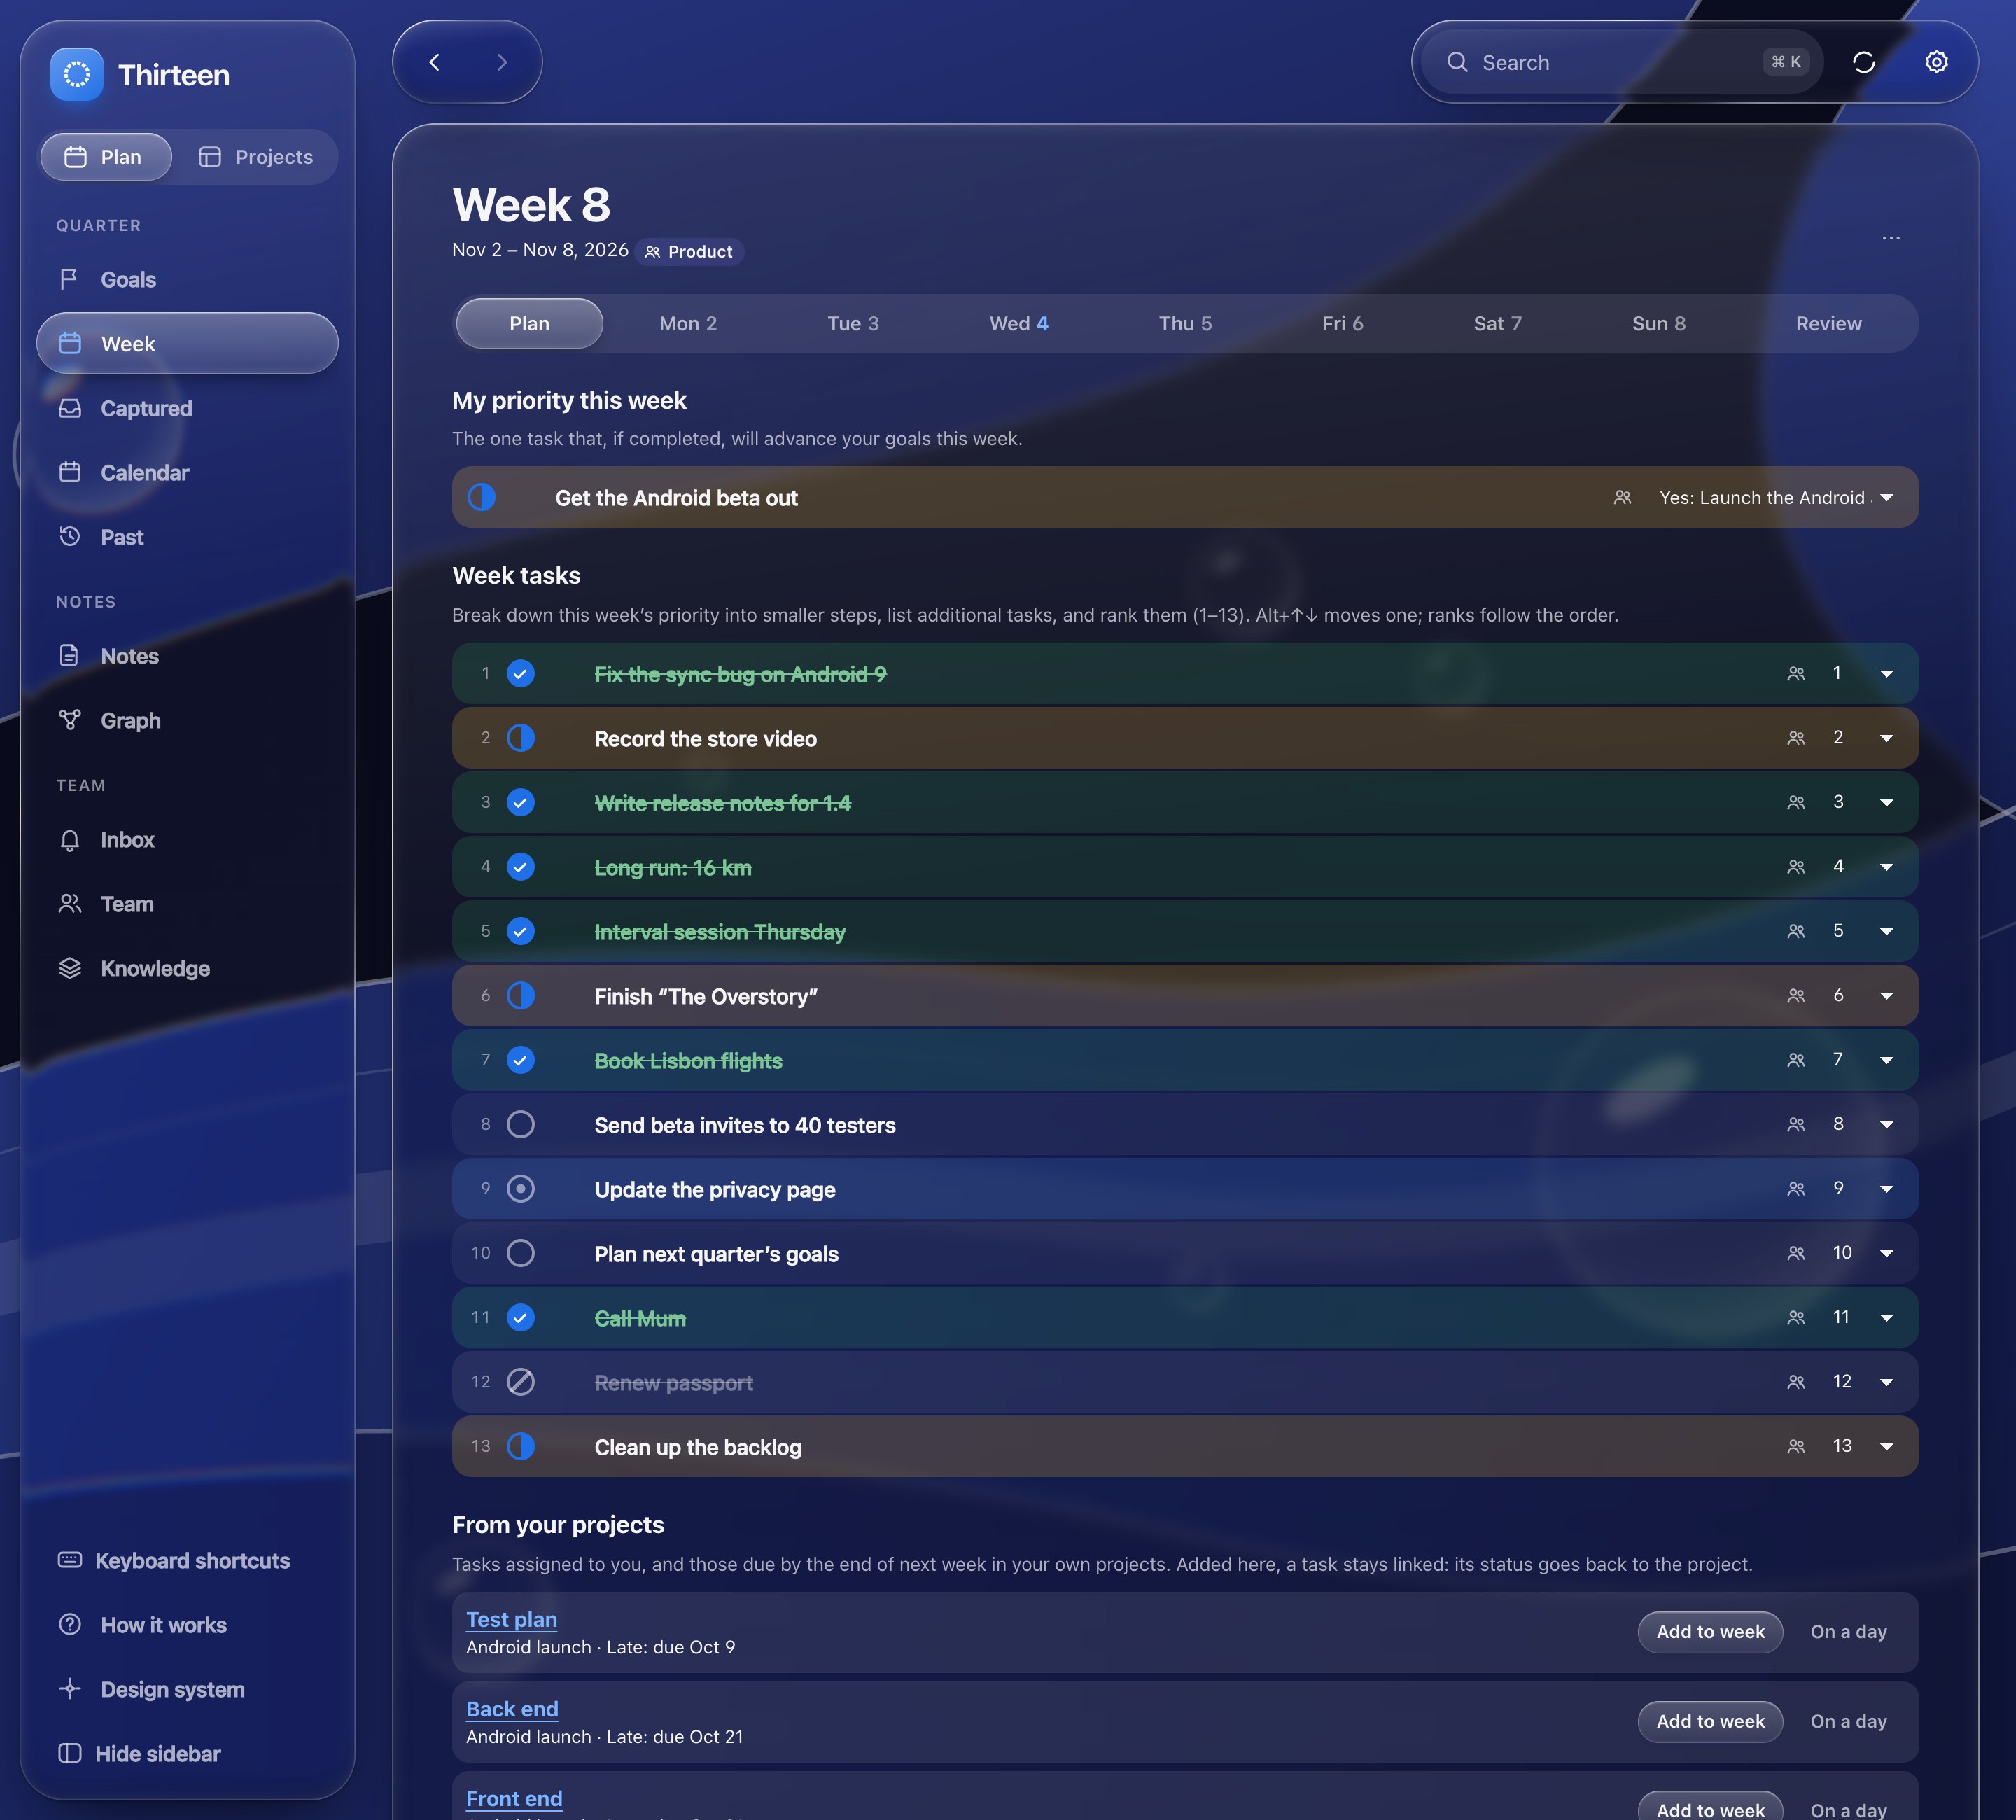 Thirteen
Search
⌘ K
Plan
Projects
QUARTER
Goals
Week
Captured
Calendar
Past
NOTES
Notes
Graph
TEAM
Inbox
Team
Knowledge
Keyboard shortcuts
How it works
Design system
Hide sidebar
Week 8
Nov 2 – Nov 8, 2026 Product
...
Plan Mon 2 Tue 3 Wed 4 Thu 5 Fri 6 Sat 7 Sun 8 Review
My priority this week
The one task that, if completed, will advance your goals this week.
Get the Android beta out Yes: Launch the Android
Week tasks
Break down this week’s priority into smaller steps, list additional tasks, and rank them (1–13). Alt+↑↓ moves one; ranks follow the order.
1 Fix the sync bug on Android 9 1
2 Record the store video 2
3 Write release notes for 1.4 3
4 Long run: 16 km 4
5 Interval session Thursday 5
6 Finish “The Overstory” 6
7 Book Lisbon flights 7
8 Send beta invites to 40 testers 8
9 Update the privacy page 9
10 Plan next quarter’s goals 10
11 Call Mum 11
12 Renew passport 12
13 Clean up the backlog 13
From your projects
Tasks assigned to you, and those due by the end of next week in your own projects. Added here, a task stays linked: its status goes back to the project.
Test plan
Android launch · Late: due Oct 9
Add to week On a day
Back end
Android launch · Late: due Oct 21
Add to week On a day
Front end
Add to week On a day